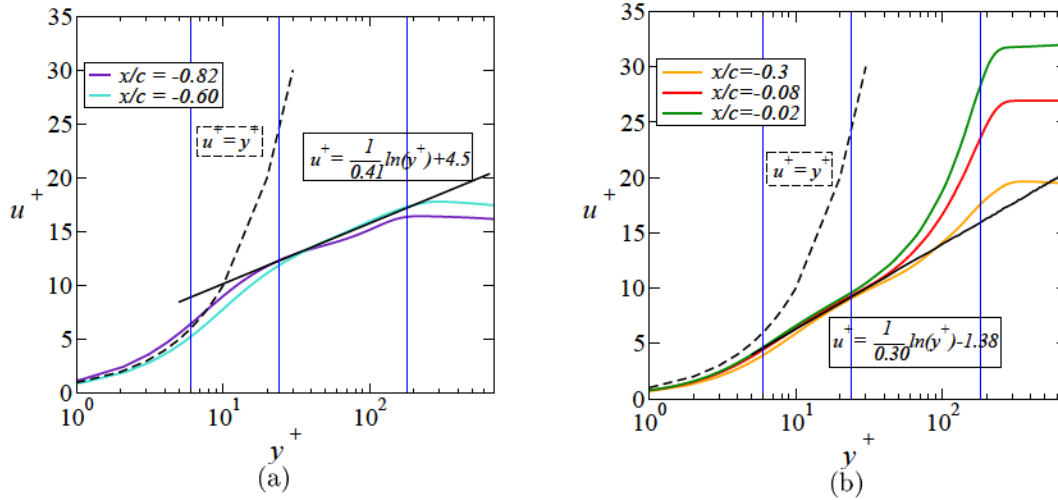 35
30
25
20
15
10
5
0
u +
x/c = -0.82
x/c = -0.60
u+= y+
u+= 1/0.41 ln(y+)+4.5
10^0
10^1
10^2
y +
(a)
35
30
25
20
15
10
5
0
u +
x/c=-0.3
x/c=-0.08
x/c=-0.02
u+= y+
u+= 1/0.30 ln(y+)-1.38
10^0
10^1
10^2
y +
(b)